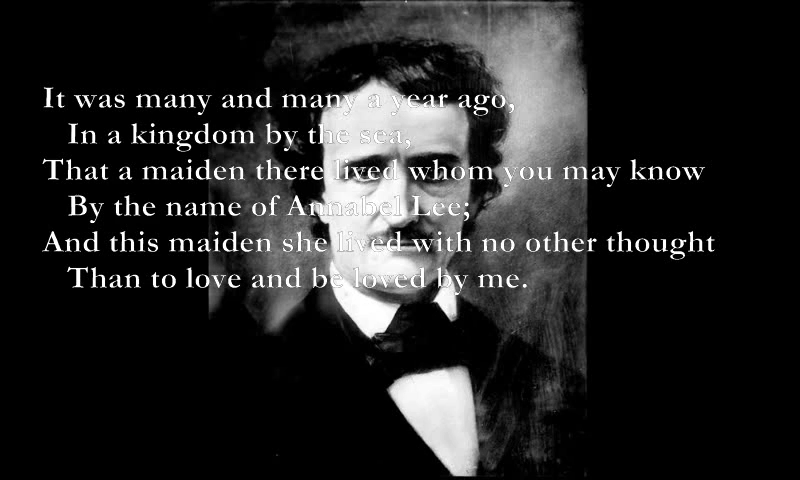 It was many and many a year ago,
In a kingdom by the sea,
That a maiden there lived whom you may know
By the name of Annabel Lee;
And this maiden she lived with no other thought
Than to love and be loved by me.